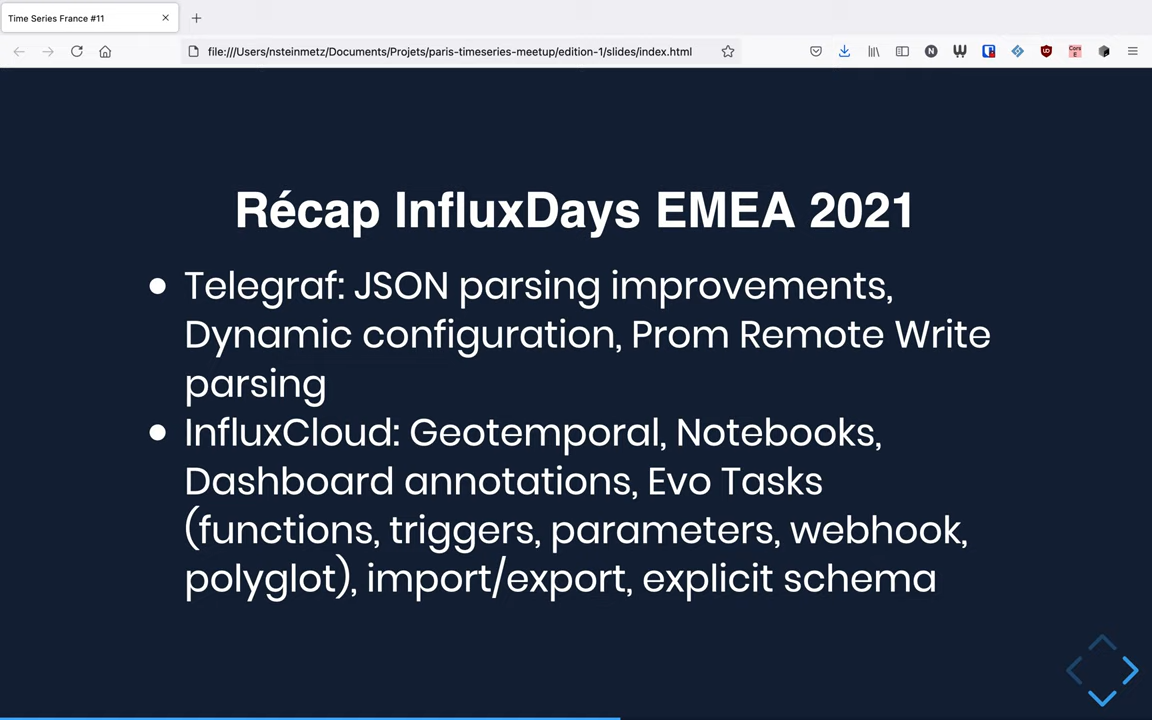 Time Series France #11
file:///Users/nsteinmetz/Documents/Projets/paris-timeseries-meetup/edition-1/slides/index.html
Récap InfluxDays EMEA 2021
Telegraf: JSON parsing improvements,
Dynamic configuration, Prom Remote Write
parsing
InfluxCloud: Geotemporal, Notebooks,
Dashboard annotations, Evo Tasks
(functions, triggers, parameters, webhook,
polyglot), import/export, explicit schema